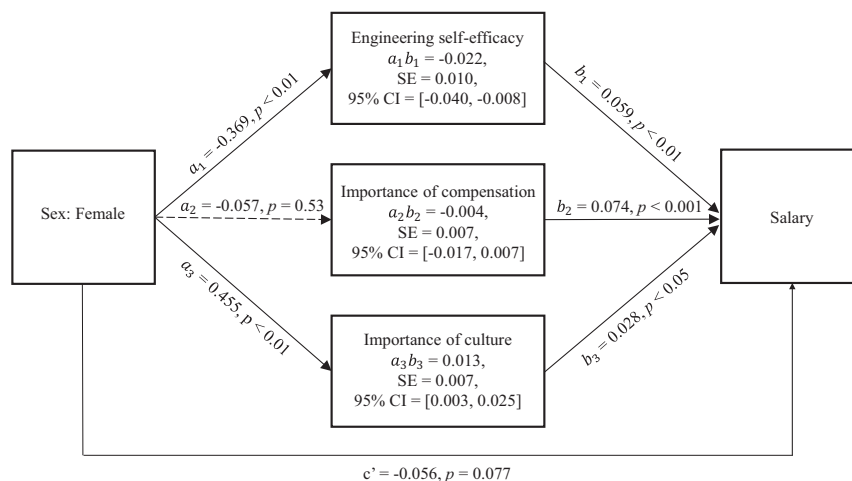 Engineering self-efficacy
𝑎₁𝑏₁ = -0.022,
SE = 0.010,
95% CI = [-0.040, -0.008]
𝑎₁ = -0.369, p < 0.01
b₁ = 0.059, p < 0.01
Sex: Female
𝑎₂ = -0.057, p = 0.53
Importance of compensation
𝑎₂𝑏₂ = -0.004,
SE = 0.007,
95% CI = [-0.017, 0.007]
b₂ = 0.074, p < 0.001
Salary
𝑎₃ = 0.455, p < 0.01
Importance of culture
𝑎₃𝑏₃ = 0.013,
SE = 0.007,
95% CI = [0.003, 0.025]
b₃ = 0.028, p < 0.05
c’ = -0.056, p = 0.077